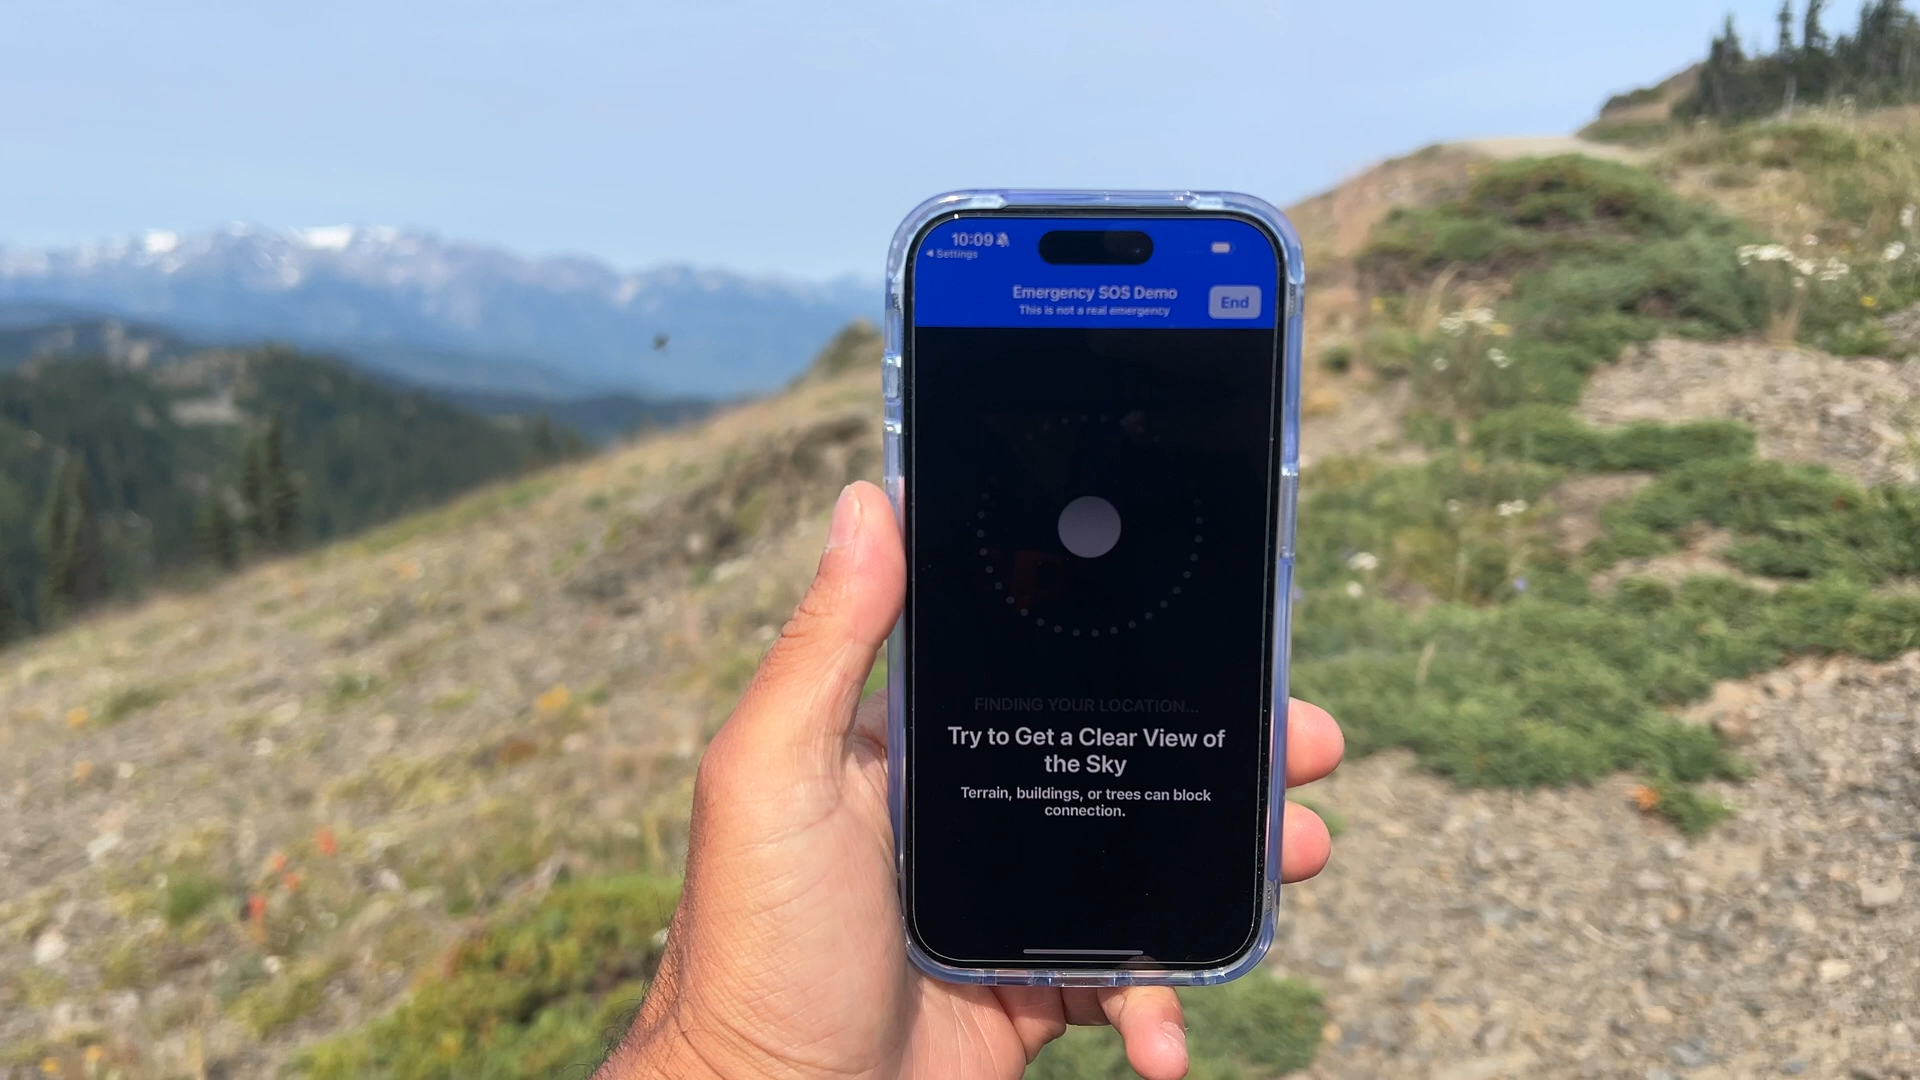 10:09
◀ Settings
Emergency SOS Demo
This is not a real emergency
End
FINDING YOUR LOCATION...
Try to Get a Clear View of
the Sky
Terrain, buildings, or trees can block
connection.